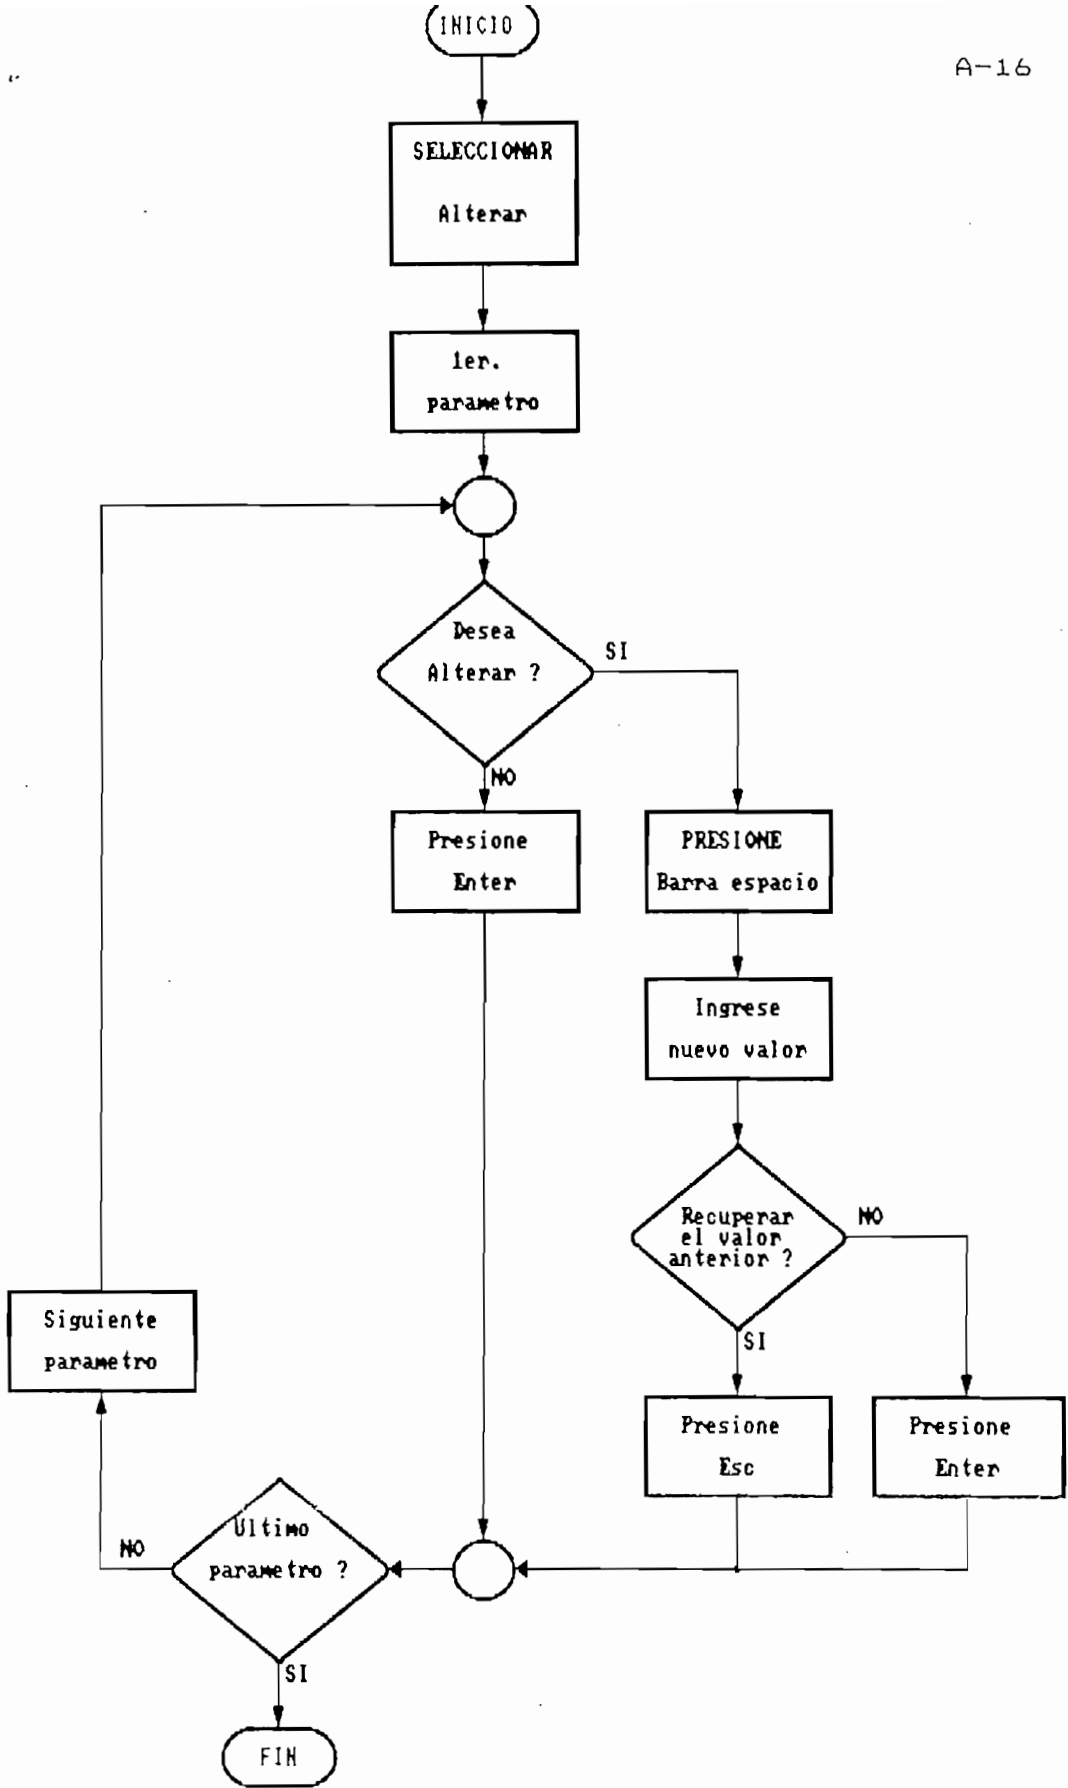 INICIO
A-16
SELECCIONAR
Alterar
1er.
parametro
Desea
Alterar ?
SI
NO
Presione
Enter
PRESIONE
Barra espacio
Ingrese
nuevo valor
Recuperar
el valor
anterior ?
NO
SI
Siguiente
parametro
Presione
Esc
Presione
Enter
Ultimo
parametro ?
NO
SI
FIN